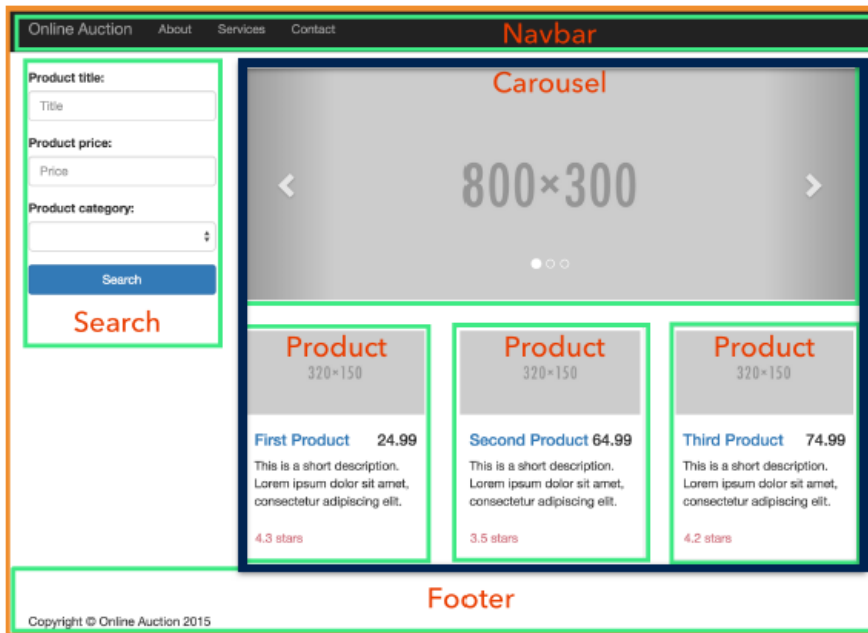 Online Auction About Services Contact Navbar
Product title:
Title
Product price:
Price
Product category:
Search
Search
Carousel
800×300
Product Product Product
320×150 320×150 320×150
First Product 24.99 Second Product 64.99 Third Product 74.99
This is a short description. This is a short description. This is a short description.
Lorem ipsum dolor sit amet, Lorem ipsum dolor sit amet, Lorem ipsum dolor sit amet,
consectetur adipiscing elit. consectetur adipiscing elit. consectetur adipiscing elit.
4.3 stars 3.5 stars 4.2 stars
Footer
Copyright © Online Auction 2015